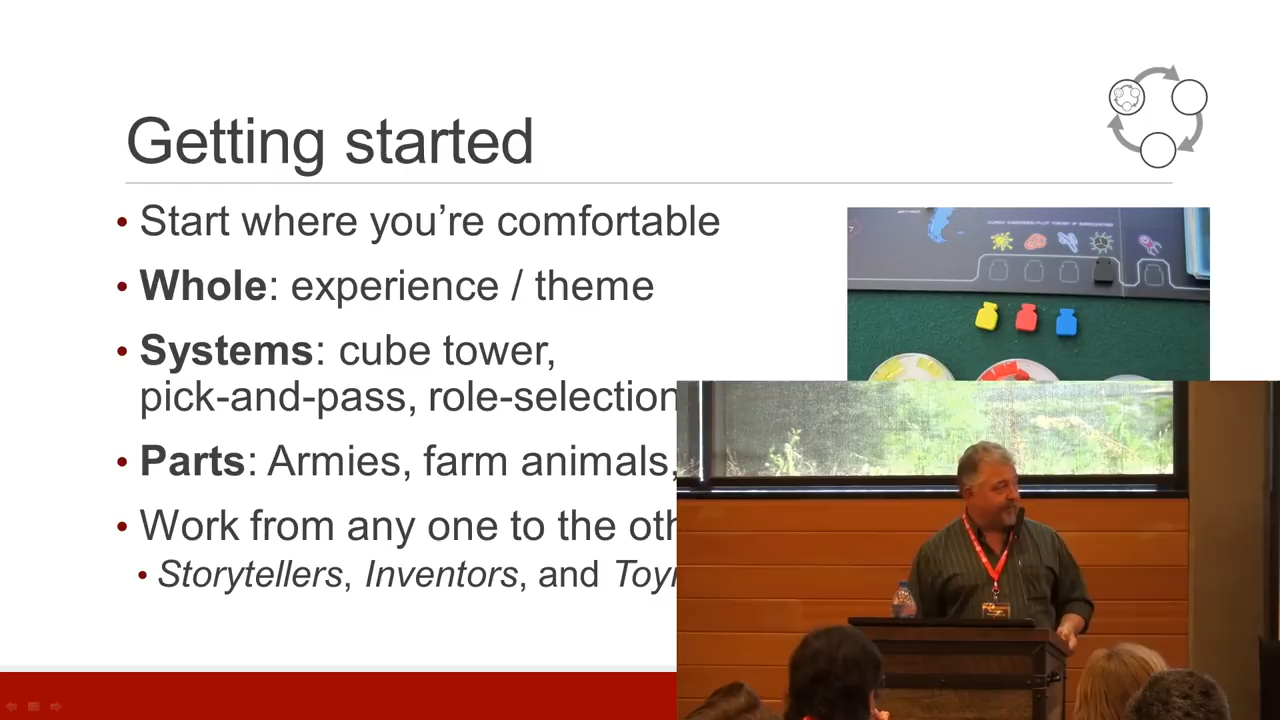 Getting started
• Start where you’re comfortable
• Whole: experience / theme
• Systems: cube tower,
pick-and-pass, role-selection
• Parts: Armies, farm animals,
• Work from any one to the
• Storytellers, Inventors, and